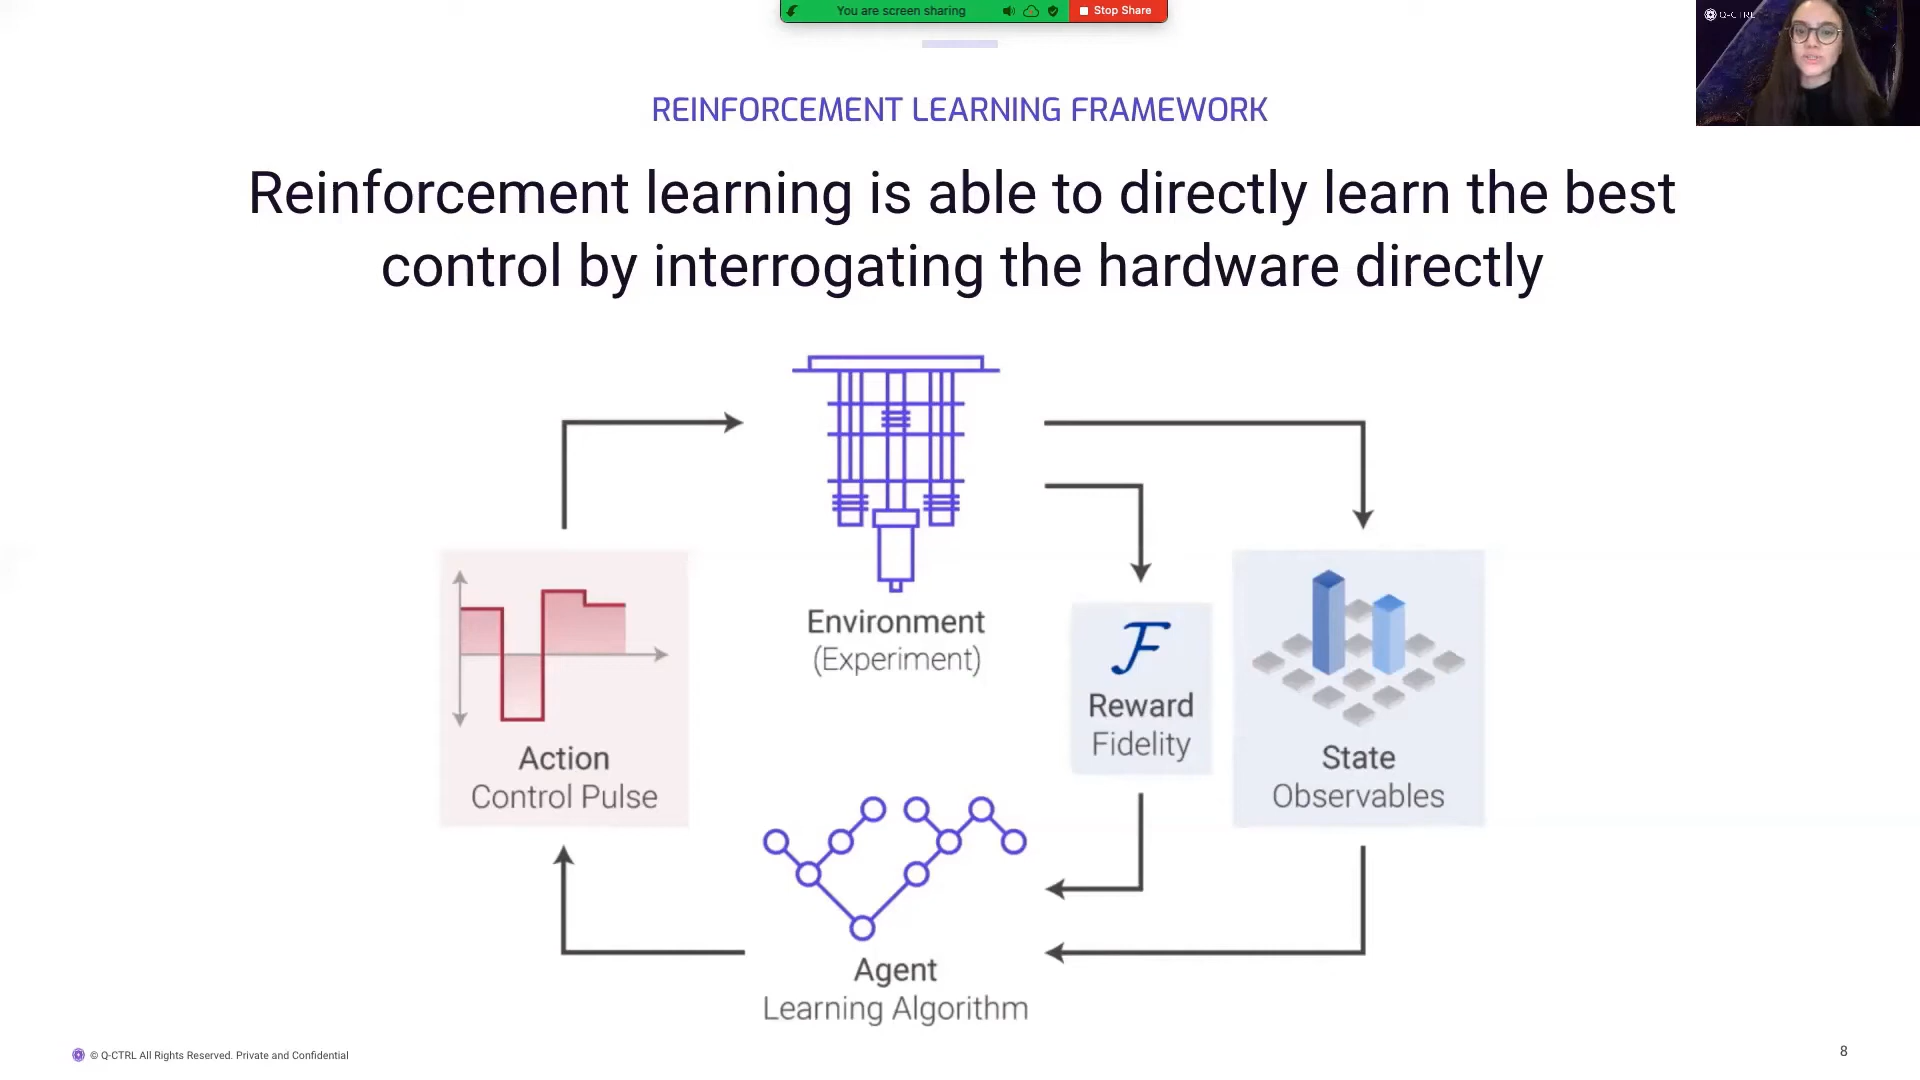 You are screen sharing
Stop Share
Q-CTRL
REINFORCEMENT LEARNING FRAMEWORK
Reinforcement learning is able to directly learn the best
control by interrogating the hardware directly
Environment
(Experiment)
F
Reward
Fidelity
Action
Control Pulse
State
Observables
Agent
Learning Algorithm
© Q-CTRL All Rights Reserved. Private and Confidential
8